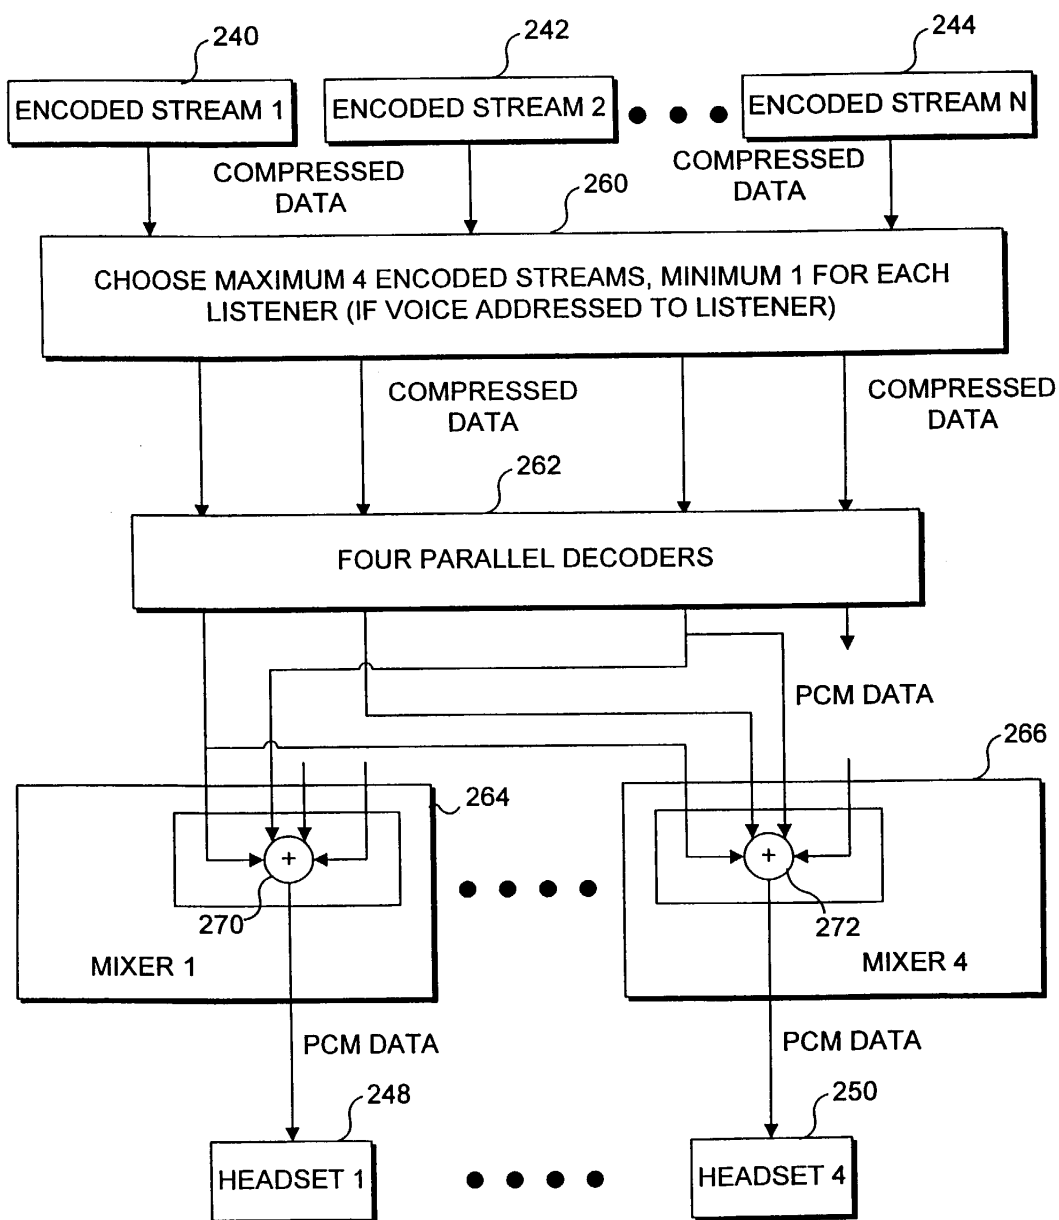 240
242
244
ENCODED STREAM 1
ENCODED STREAM 2
ENCODED STREAM N
COMPRESSED
DATA
COMPRESSED
DATA
260
CHOOSE MAXIMUM 4 ENCODED STREAMS, MINIMUM 1 FOR EACH
LISTENER (IF VOICE ADDRESSED TO LISTENER)
COMPRESSED
DATA
COMPRESSED
DATA
262
FOUR PARALLEL DECODERS
PCM DATA
266
264
+
+
270
272
MIXER 1
MIXER 4
PCM DATA
PCM DATA
248
250
HEADSET 1
HEADSET 4